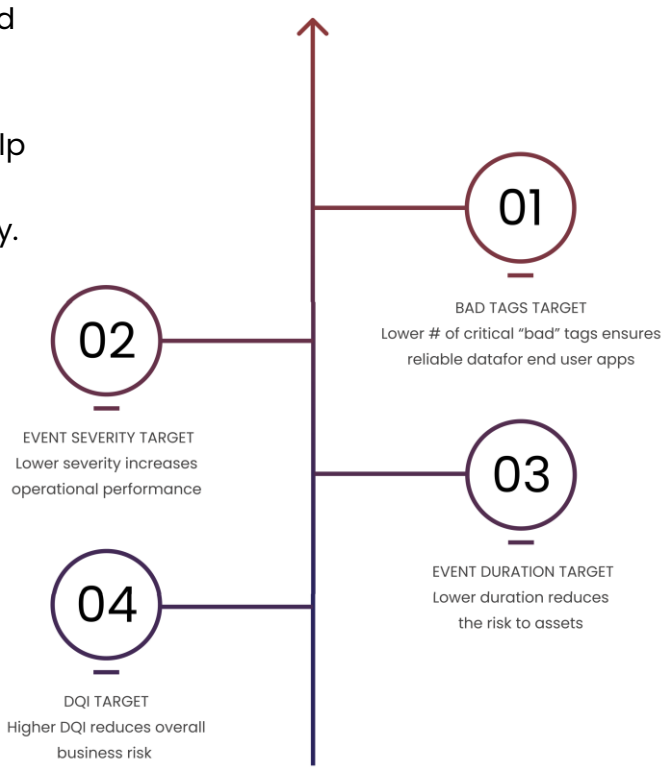 d
lp
y.
01
BAD TAGS TARGET
Lower # of critical “bad” tags ensures
reliable datafor end user apps
02
EVENT SEVERITY TARGET
Lower severity increases
operational performance
03
EVENT DURATION TARGET
Lower duration reduces
the risk to assets
04
DQI TARGET
Higher DQI reduces overall
business risk